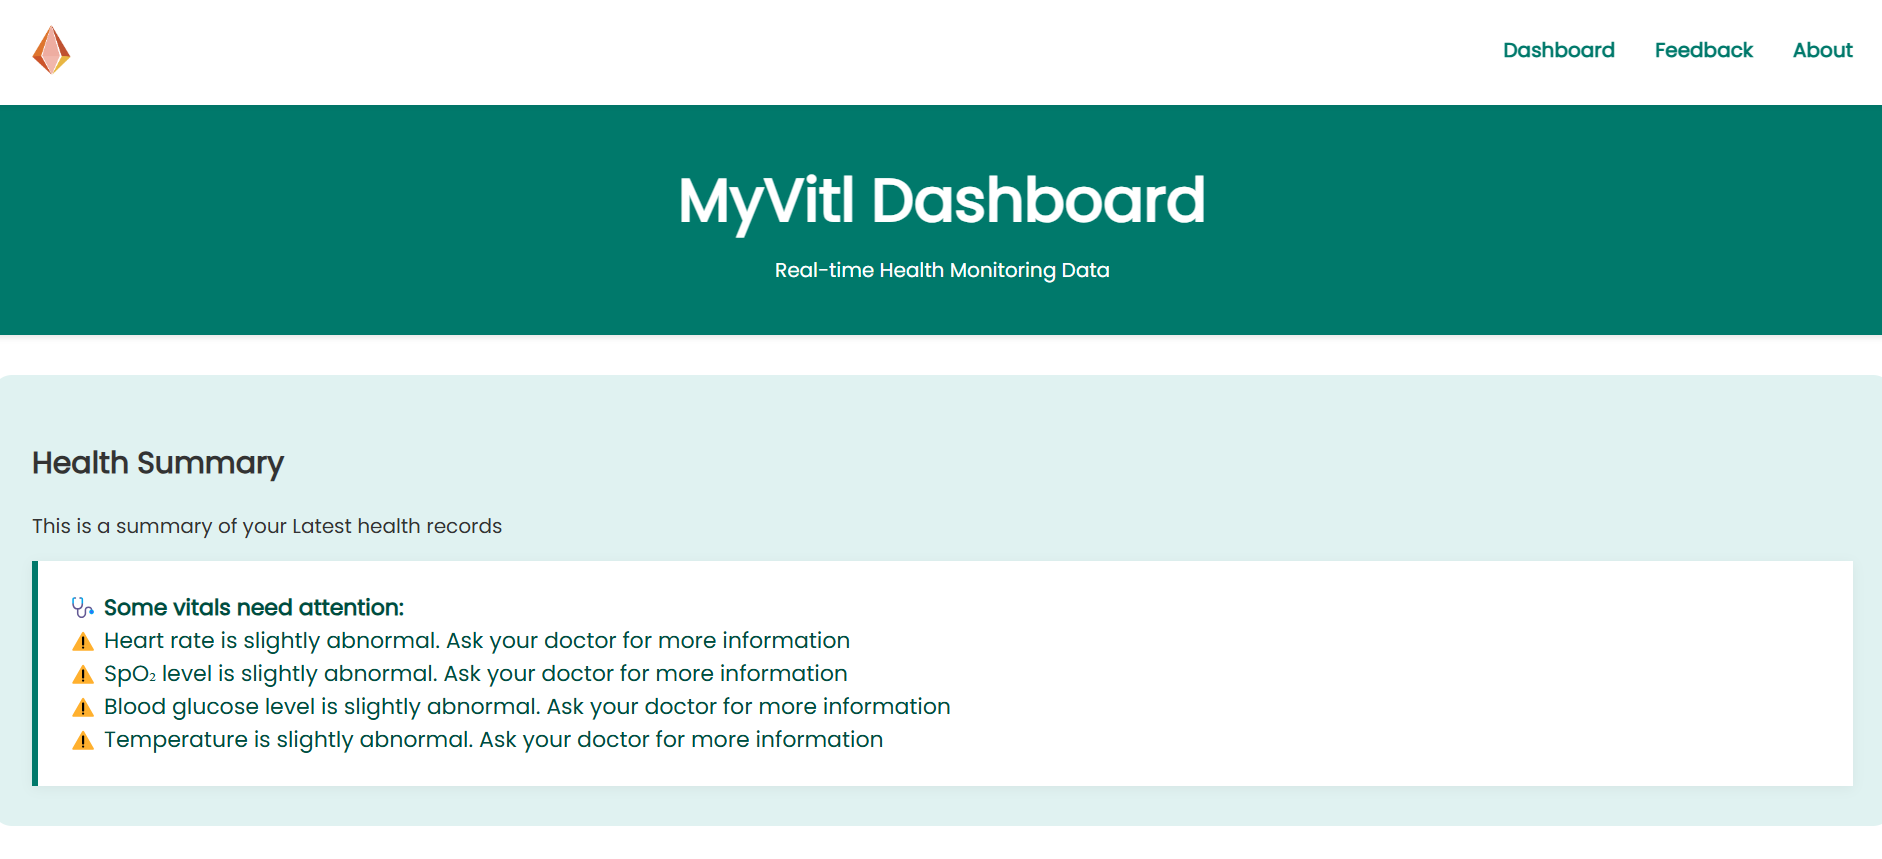 Dashboard Feedback About
MyVitl Dashboard
Real-time Health Monitoring Data
Health Summary
This is a summary of your Latest health records
🩺 Some vitals need attention:
⚠️ Heart rate is slightly abnormal. Ask your doctor for more information
⚠️ SpO₂ level is slightly abnormal. Ask your doctor for more information
⚠️ Blood glucose level is slightly abnormal. Ask your doctor for more information
⚠️ Temperature is slightly abnormal. Ask your doctor for more information